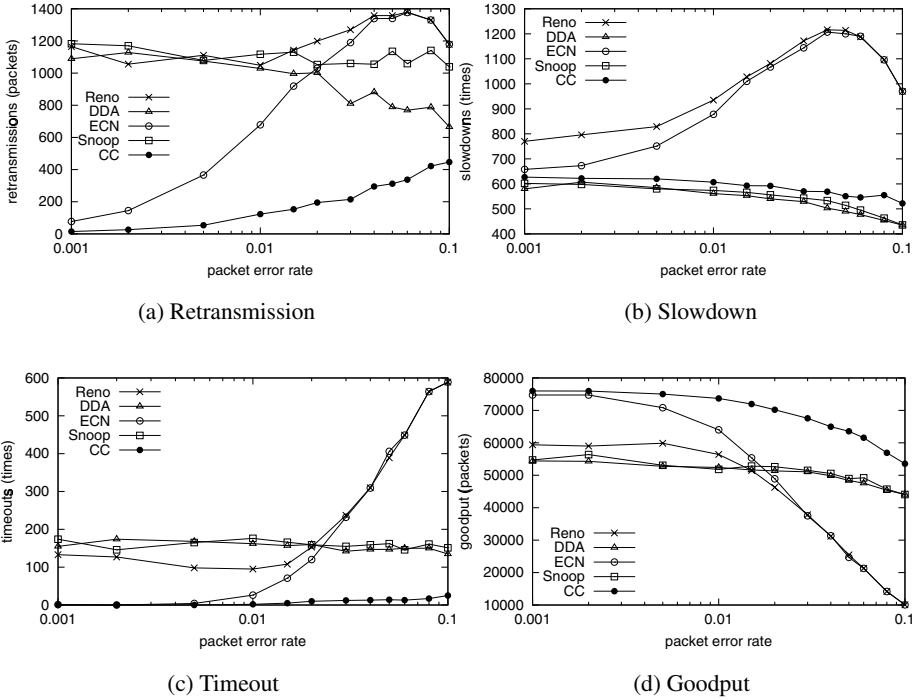 1400
1200
1000
800
600
400
200
0
retransmissions (packets)
Reno
DDA
ECN
Snoop
CC
0.001
0.01
0.1
packet error rate
(a) Retransmission
1300
1200
1100
1000
900
800
700
600
500
400
slowdowns (times)
Reno
DDA
ECN
Snoop
CC
0.001
0.01
0.1
packet error rate
(b) Slowdown
600
500
400
300
200
100
0
timeouts (times)
Reno
DDA
ECN
Snoop
CC
0.001
0.01
0.1
packet error rate
(c) Timeout
80000
70000
60000
50000
40000
30000
20000
10000
goodput (packets)
Reno
DDA
ECN
Snoop
CC
0.001
0.01
0.1
packet error rate
(d) Goodput